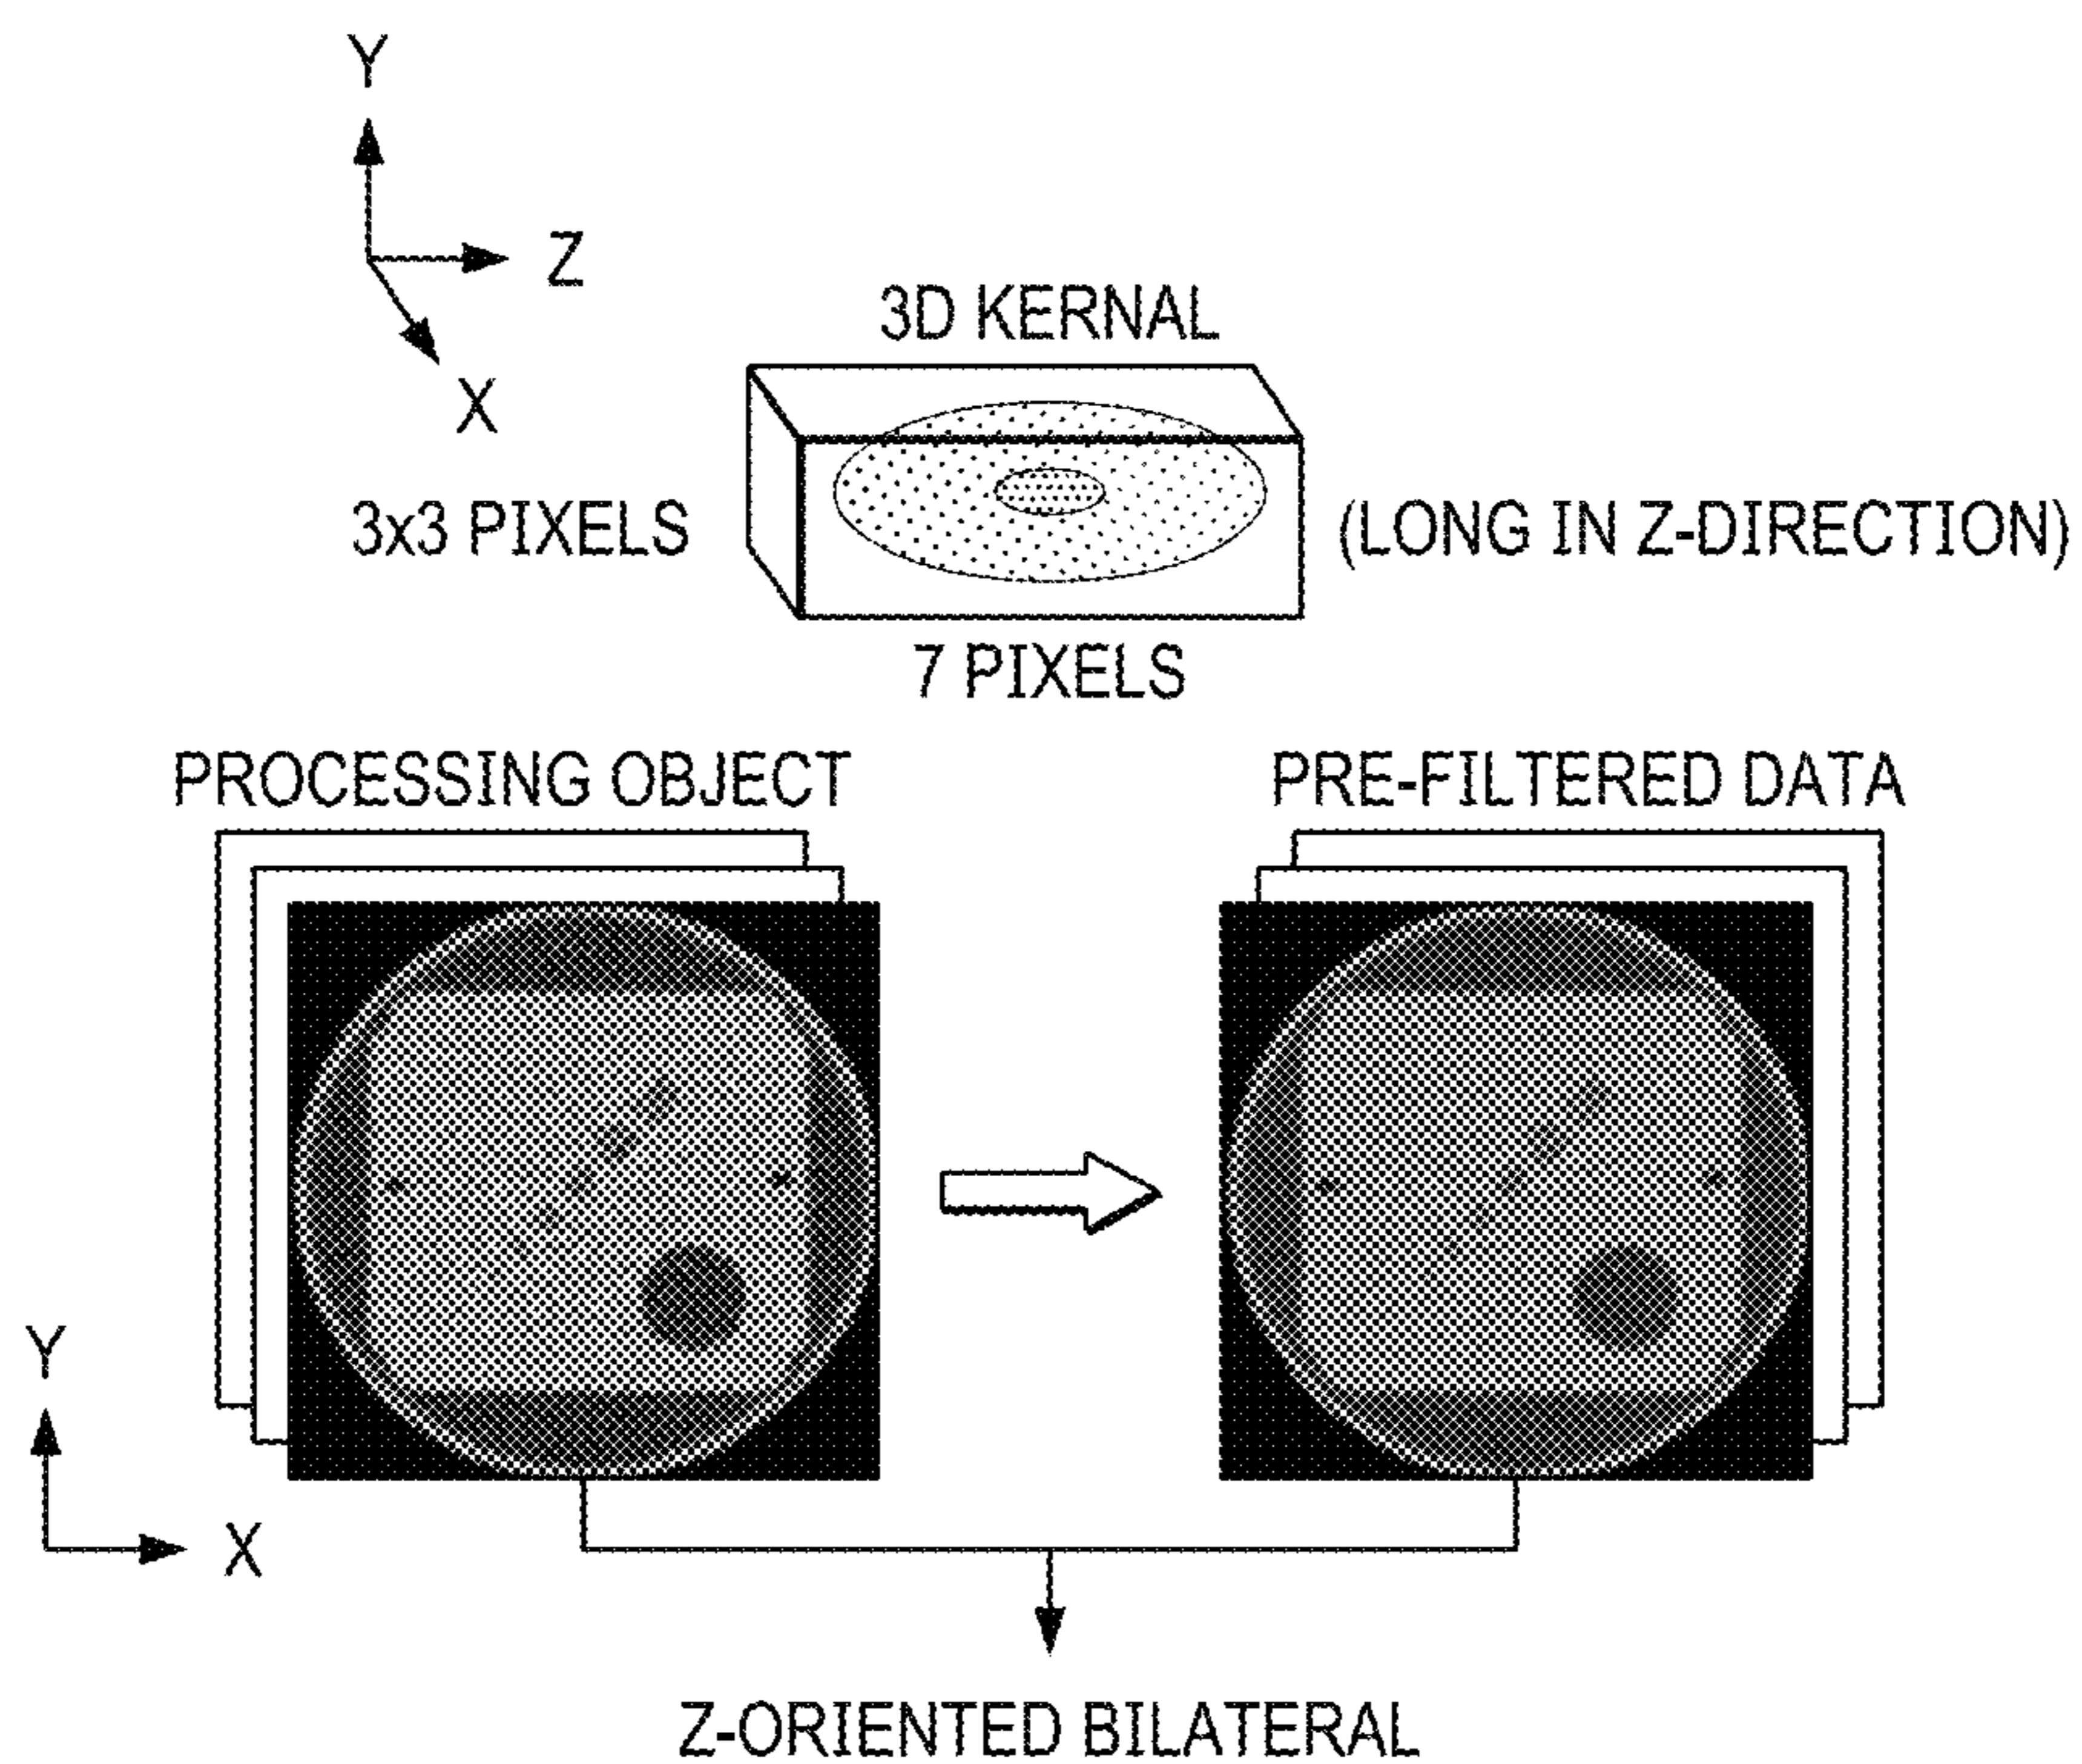 Y
Z
X
3D KERNAL
3x3 PIXELS
(LONG IN Z-DIRECTION)
7 PIXELS
PROCESSING OBJECT
PRE-FILTERED DATA
Y
X
Z-ORIENTED BILATERAL